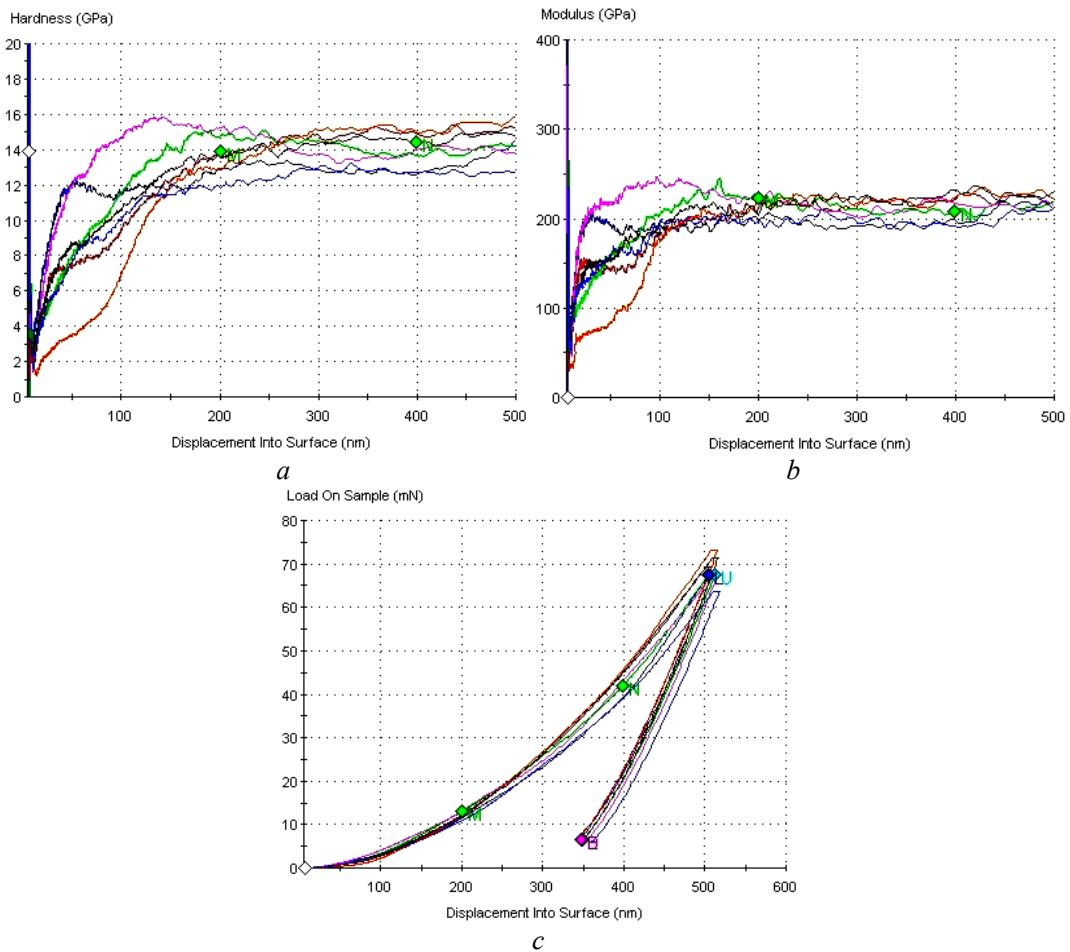 Hardness (GPa)
20
18
16
14
12
10
8
6
4
2
0
M
N
100 200 300 400 500
Displacement Into Surface (nm)
a
Modulus (GPa)
400
300
200
100
0
N
100 200 300 400 500
Displacement Into Surface (nm)
b
Load On Sample (mN)
80
70
60
50
40
30
20
10
0
U
L
N
M
100 200 300 400 500 600
Displacement Into Surface (nm)
c